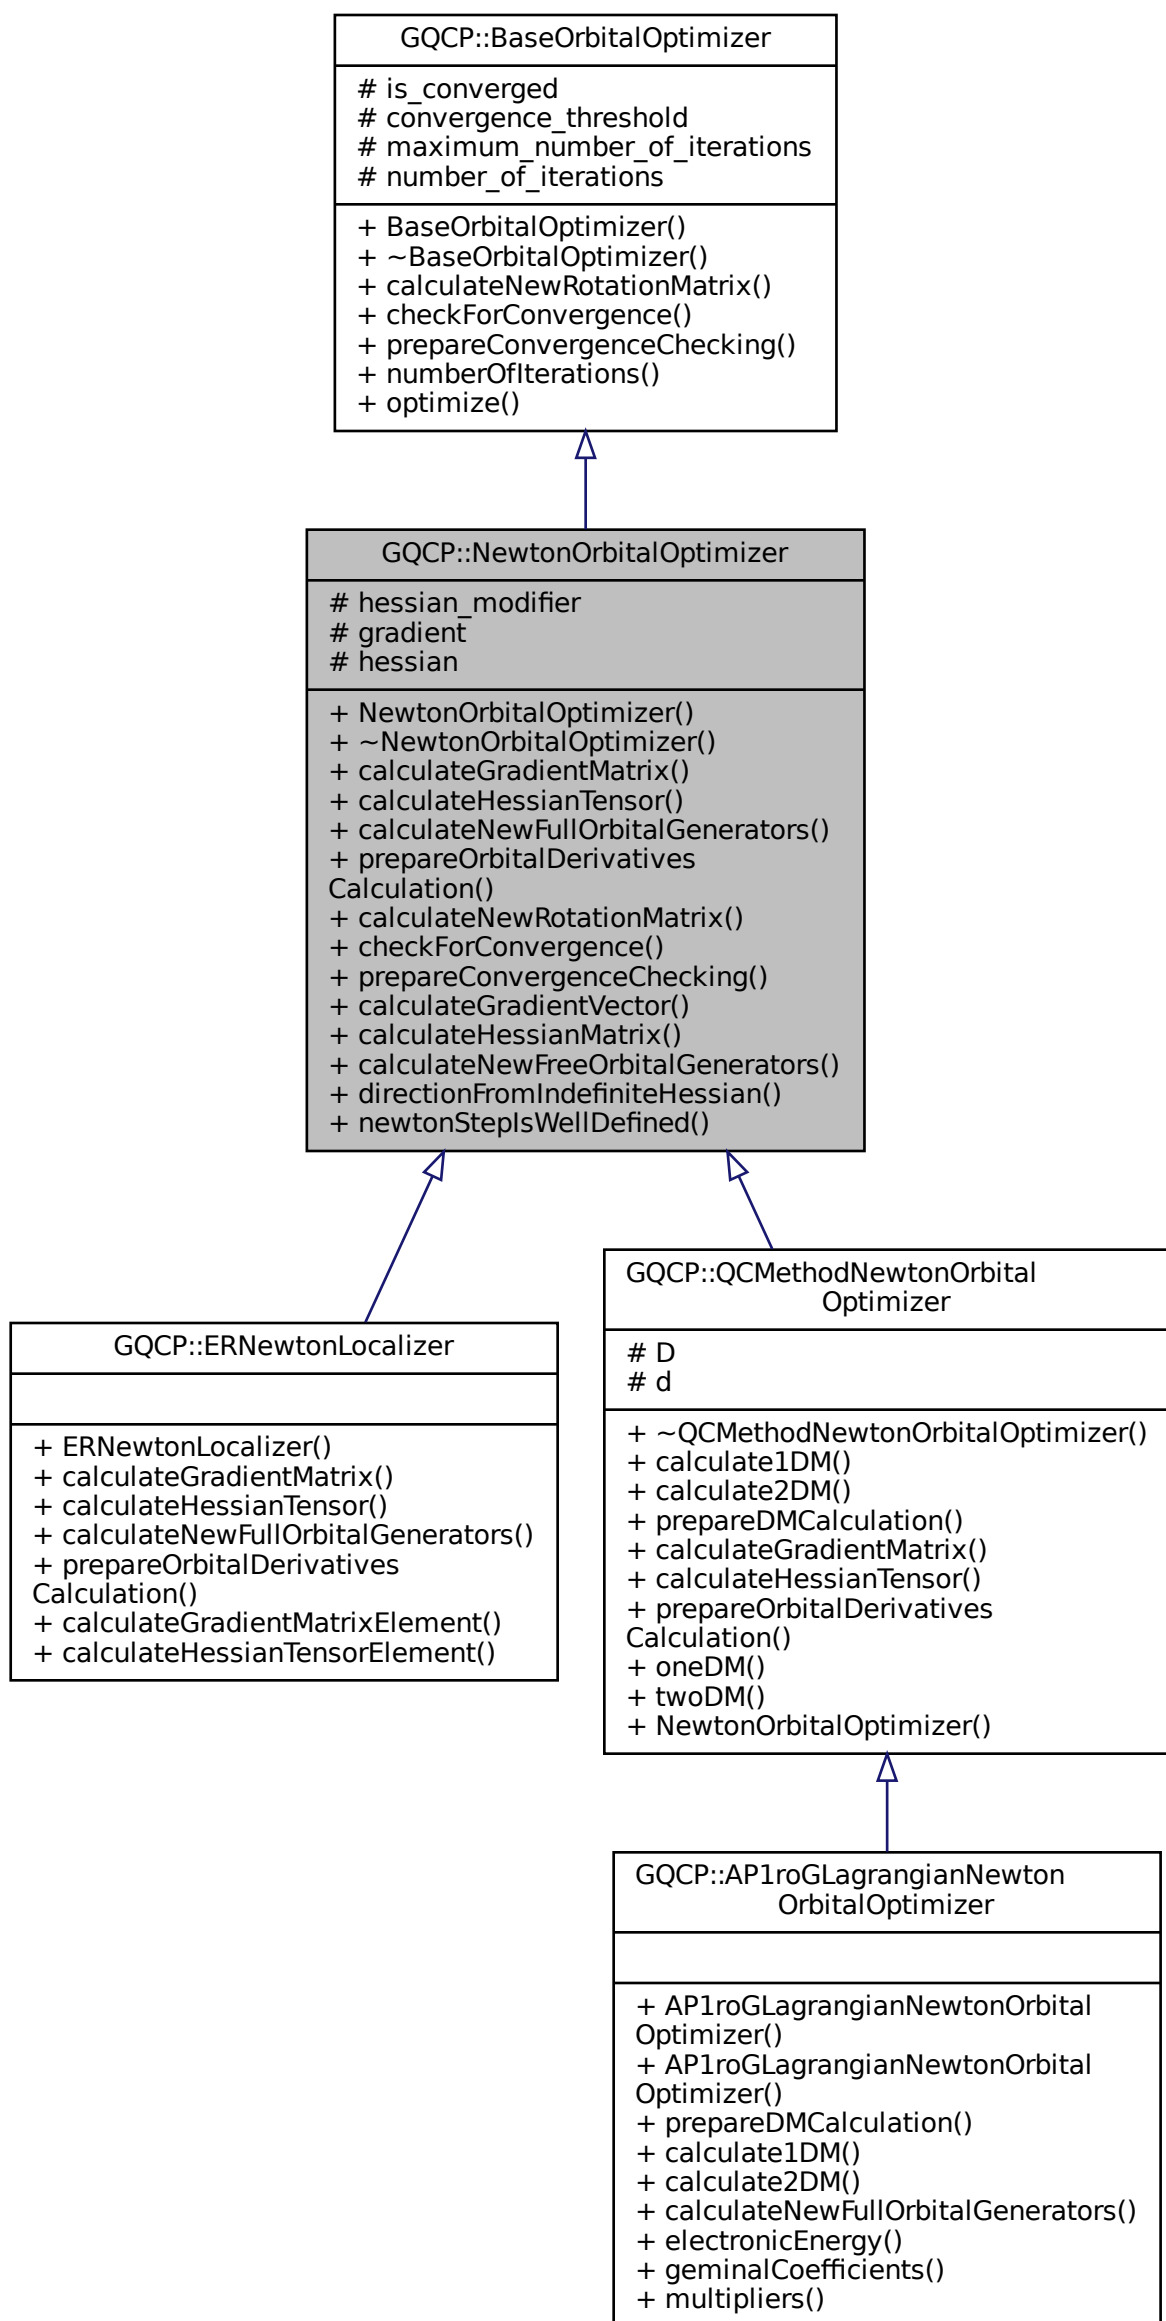 GQCP::BaseOrbitalOptimizer
# is_converged
# convergence_threshold
# maximum_number_of_iterations
# number_of_iterations
+ BaseOrbitalOptimizer()
+ ~BaseOrbitalOptimizer()
+ calculateNewRotationMatrix()
+ checkForConvergence()
+ prepareConvergenceChecking()
+ numberOfIterations()
+ optimize()
GQCP::NewtonOrbitalOptimizer
# hessian_modifier
# gradient
# hessian
+ NewtonOrbitalOptimizer()
+ ~NewtonOrbitalOptimizer()
+ calculateGradientMatrix()
+ calculateHessianTensor()
+ calculateNewFullOrbitalGenerators()
+ prepareOrbitalDerivatives
Calculation()
+ calculateNewRotationMatrix()
+ checkForConvergence()
+ prepareConvergenceChecking()
+ calculateGradientVector()
+ calculateHessianMatrix()
+ calculateNewFreeOrbitalGenerators()
+ directionFromIndefiniteHessian()
+ newtonStepIsWellDefined()
GQCP::ERNewtonLocalizer
+ ERNewtonLocalizer()
+ calculateGradientMatrix()
+ calculateHessianTensor()
+ calculateNewFullOrbitalGenerators()
+ prepareOrbitalDerivatives
Calculation()
+ calculateGradientMatrixElement()
+ calculateHessianTensorElement()
GQCP::QCMethodNewtonOrbital
Optimizer
# D
# d
+ ~QCMethodNewtonOrbitalOptimizer()
+ calculate1DM()
+ calculate2DM()
+ prepareDMCalculation()
+ calculateGradientMatrix()
+ calculateHessianTensor()
+ prepareOrbitalDerivatives
Calculation()
+ oneDM()
+ twoDM()
+ NewtonOrbitalOptimizer()
GQCP::AP1roGLagrangianNewton
OrbitalOptimizer
+ AP1roGLagrangianNewtonOrbital
Optimizer()
+ AP1roGLagrangianNewtonOrbital
Optimizer()
+ prepareDMCalculation()
+ calculate1DM()
+ calculate2DM()
+ calculateNewFullOrbitalGenerators()
+ electronicEnergy()
+ geminalCoefficients()
+ multipliers()